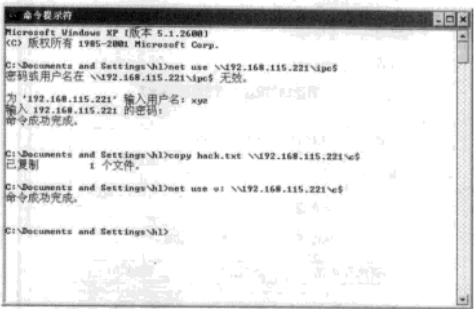 命令提示符
Microsoft Windows XP [版本 5.1.2600]
(C) 版权所有 1985-2001 Microsoft Corp.
C:\Documents and Settings\hl>net use \\192.168.115.221\ipc$
密码或用户名在 \\192.168.115.221\ipc$ 无效。
为 '192.168.115.221' 输入用户名: xyz
输入 192.168.115.221 的密码:
命令成功完成。
C:\Documents and Settings\hl>copy hack.txt \\192.168.115.221\c$
已复制         1 个文件。
C:\Documents and Settings\hl>net use \\192.168.115.221\c$
命令成功完成。
C:\Documents and Settings\hl>